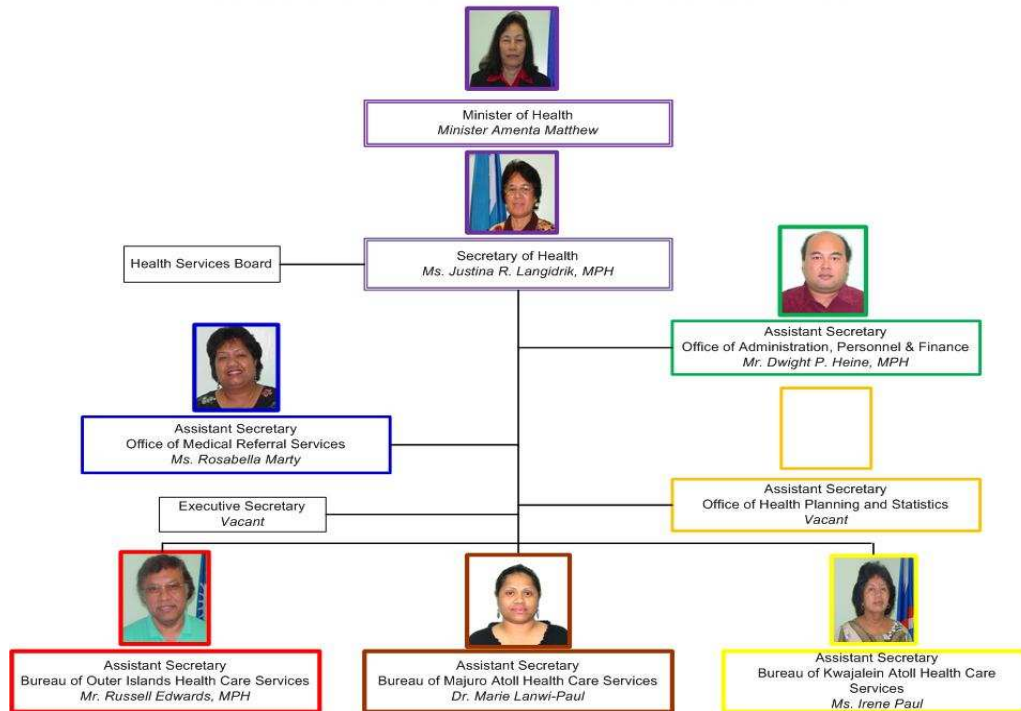 Minister of Health
Minister Amenta Matthew
Secretary of Health
Ms. Justina R. Langidrik, MPH
Health Services Board
Assistant Secretary
Office of Administration, Personnel & Finance
Mr. Dwight P. Heine, MPH
Assistant Secretary
Office of Medical Referral Services
Ms. Rosabella Marty
Assistant Secretary
Office of Health Planning and Statistics
Vacant
Executive Secretary
Vacant
Assistant Secretary
Bureau of Outer Islands Health Care Services
Mr. Russell Edwards, MPH
Assistant Secretary
Bureau of Majuro Atoll Health Care Services
Dr. Marie Lanwi-Paul
Assistant Secretary
Bureau of Kwajalein Atoll Health Care
Services
Ms. Irene Paul